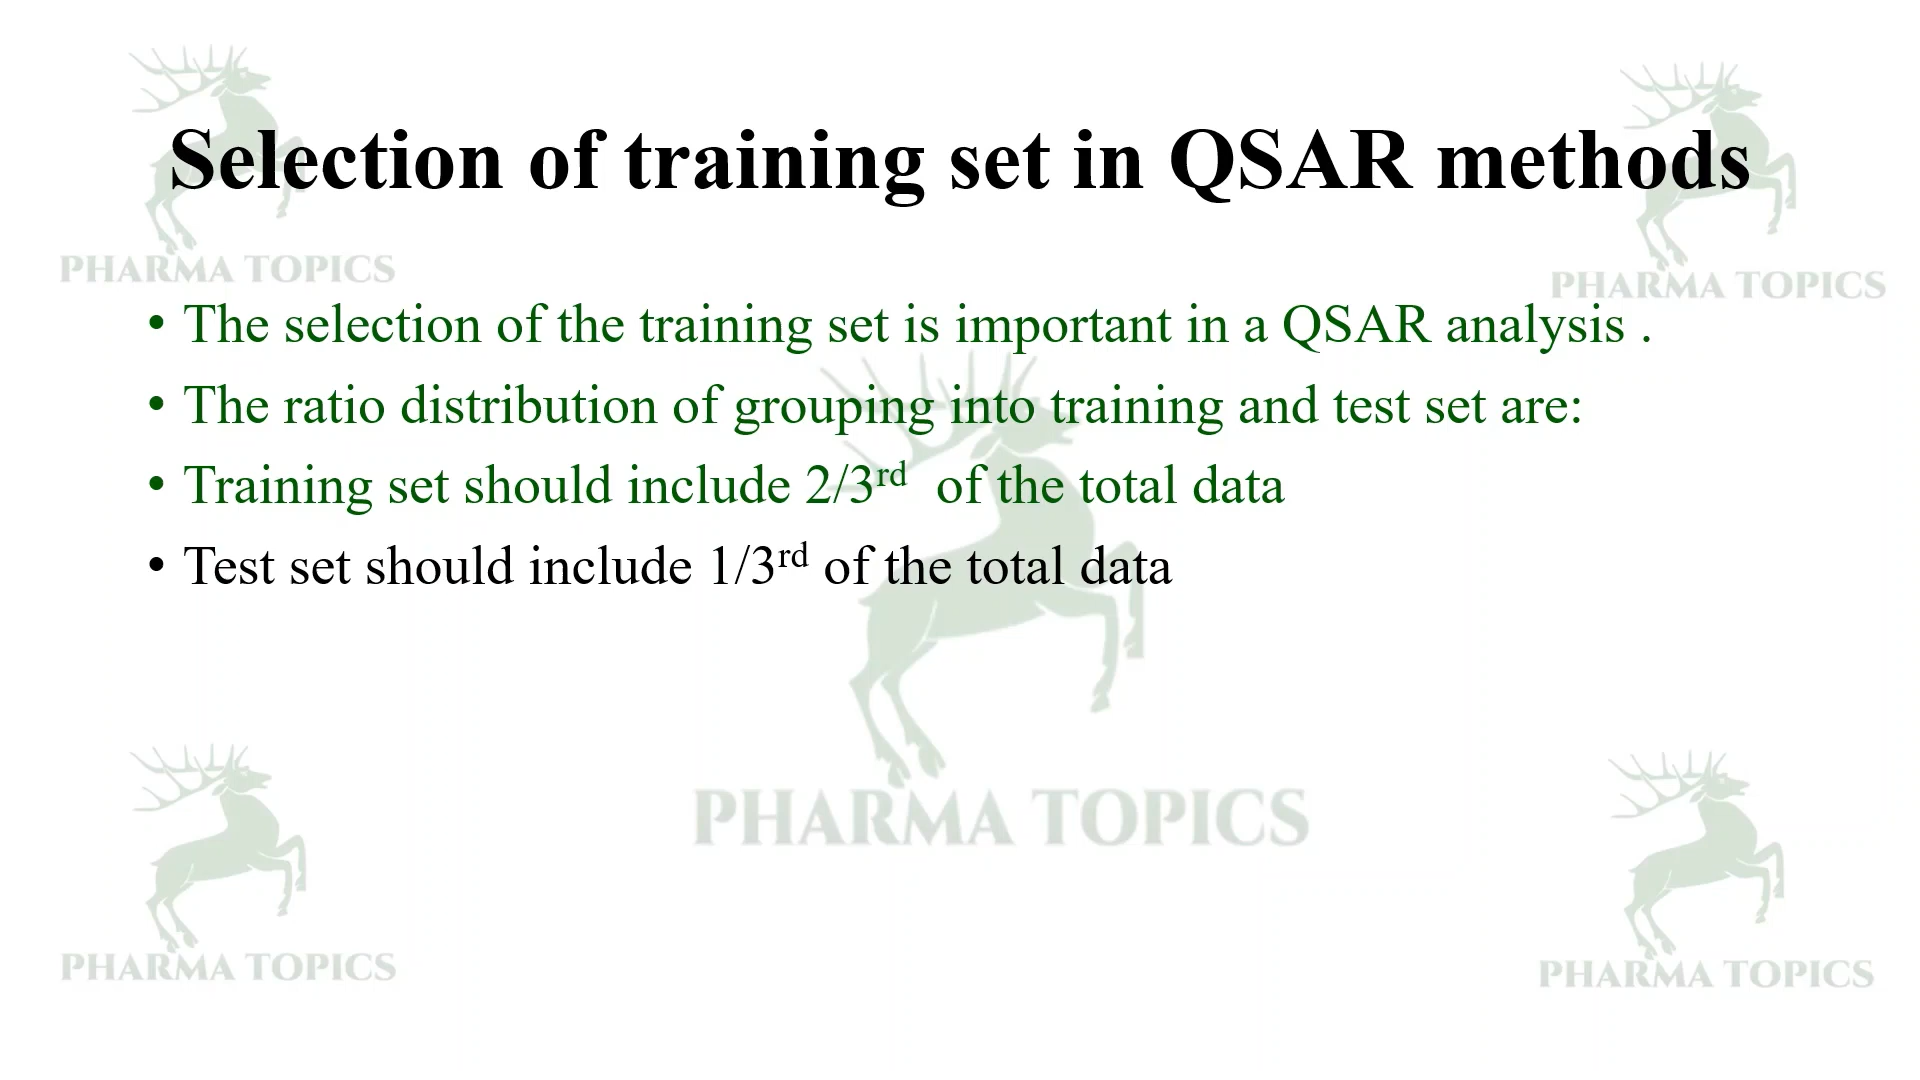 Selection of training set in QSAR methods
PHARMA TOPICS
PHARMA TOPICS
• The selection of the training set is important in a QSAR analysis .
• The ratio distribution of grouping into training and test set are:
• Training set should include 2/3rd of the total data
• Test set should include 1/3rd of the total data
PHARMA TOPICS
PHARMA TOPICS
PHARMA TOPICS